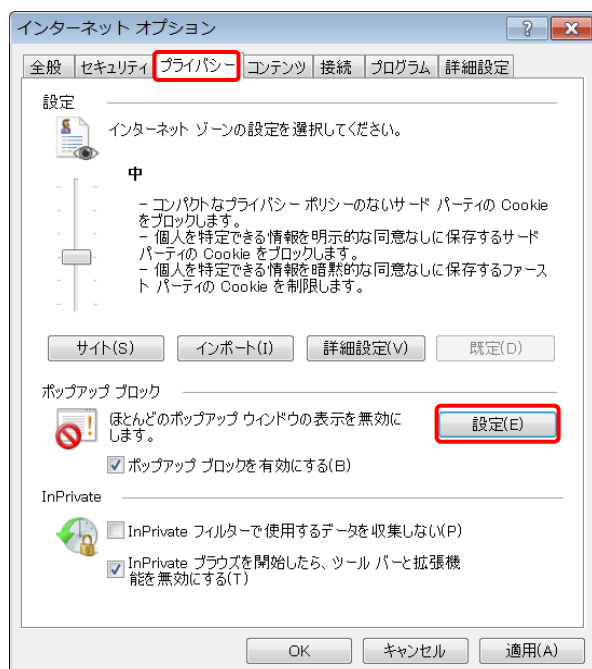 インターネット オプション
全般 セキュリティ プライバシー コンテンツ 接続 プログラム 詳細設定
設定
インターネット ゾーンの設定を選択してください。
中
- コンパクトなプライバシー ポリシーのないサード パーティの Cookie
をブロックします。
- 個人を特定できる情報を明示的な同意なしに保存するサード
パーティの Cookie をブロックします。
- 個人を特定できる情報を暗黙的な同意なしに保存するファース
ト パーティの Cookie を制限します。
サイト(S) インポート(I) 詳細設定(V) 既定(D)
ポップアップ ブロック
ほとんどのポップアップ ウィンドウの表示を無効に
します。
設定(E)
ポップアップ ブロックを有効にする(B)
InPrivate
InPrivate フィルターで使用するデータを収集しない(P)
InPrivate ブラウズを開始したら、ツール バーと拡張機
能を無効にする(T)
OK キャンセル 適用(A)